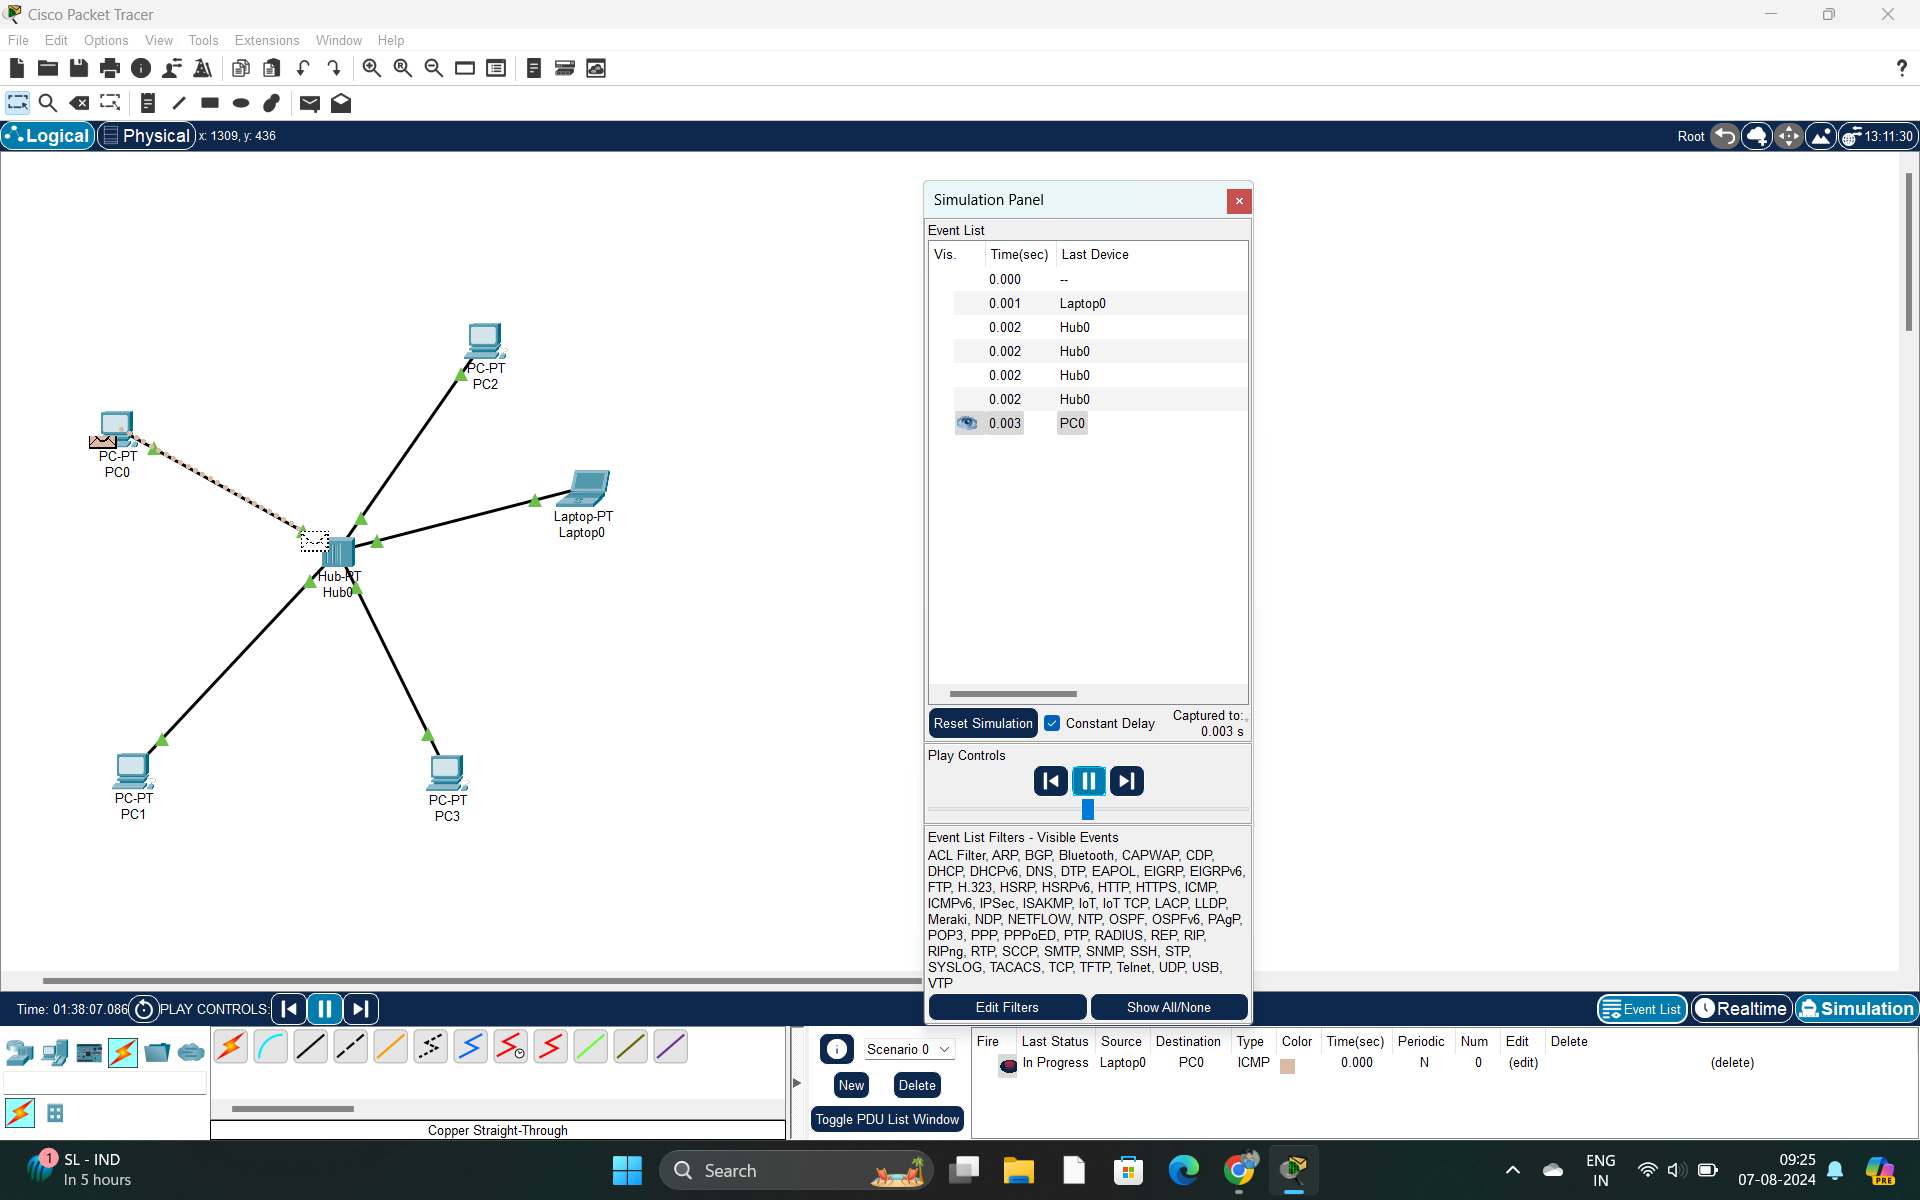 Cisco Packet Tracer
File Edit Options View Tools Extensions Window Help
?
Logical Physical x: 1309, y: 436 Root 13:11:30
Simulation Panel
Event List
Vis. Time(sec) Last Device
0.000 --
0.001 Laptop0
0.002 Hub0
0.002 Hub0
0.002 Hub0
0.002 Hub0
0.003 PC0
PC-PT
PC2
PC-PT
PC0
Laptop-PT
Laptop0
Hub-PT
Hub0
PC-PT
PC1
PC-PT
PC3
Reset Simulation Constant Delay Captured to:
0.003 s
Play Controls
Event List Filters - Visible Events
ACL Filter, ARP, BGP, Bluetooth, CAPWAP, CDP,
DHCP, DHCPv6, DNS, DTP, EAPOL, EIGRP, EIGRPv6,
FTP, H.323, HSRP, HSRPv6, HTTP, HTTPS, ICMP,
ICMPv6, IPSec, ISAKMP, IoT, IoT TCP, LACP, LLDP,
Meraki, NDP, NETFLOW, NTP, OSPF, OSPFv6, PAgP,
POP3, PPP, PPPoED, PTP, RADIUS, REP, RIP,
RIPng, RTP, SCCP, SMTP, SNMP, SSH, STP,
SYSLOG, TACACS, TCP, TFTP, Telnet, UDP, USB,
VTP
Edit Filters Show All/None
Time: 01:38:07.086 PLAY CONTROLS: Event List Realtime Simulation
Scenario 0
New Delete
Toggle PDU List Window
Fire Last Status Source Destination Type Color Time(sec) Periodic Num Edit Delete
In Progress Laptop0 PC0 ICMP 0.000 N 0 (edit) (delete)
Copper Straight-Through
1
SL - IND
In 5 hours
Search
ENG
IN
09:25
07-08-2024
PRE